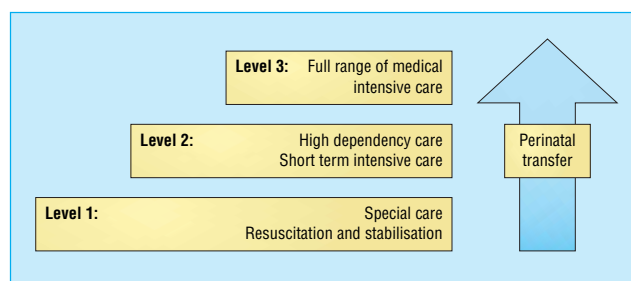 Level 3: Full range of medical
intensive care
Level 2: High dependency care
Short term intensive care
Perinatal
transfer
Level 1: Special care
Resuscitation and stabilisation